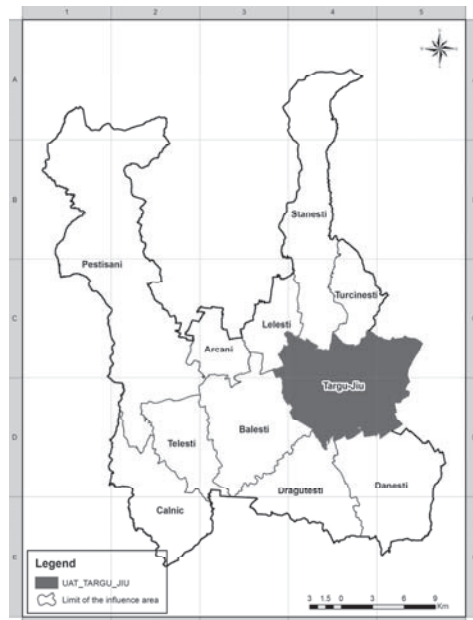 1 2 3 4 5
A
B
Stanesti
Pestisani
Turcinesti
C
Lelesti
Arcani
Targu-Jiu
Balesti
D
Telesti
Danesti
Dragutesti
Calnic
E
Legend
UAT_TARGU_JIU
Limit of the influence area
3 1.5 0 3 6 9
Km